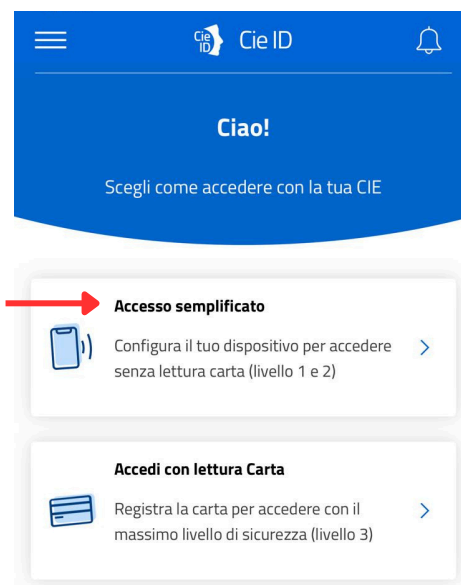 Cie ID
Cie ID
Ciao!
Scegli come accedere con la tua CIE
Accesso semplificato
Configura il tuo dispositivo per accedere
senza lettura carta (livello 1 e 2)
Accedi con lettura Carta
Registra la carta per accedere con il
massimo livello di sicurezza (livello 3)